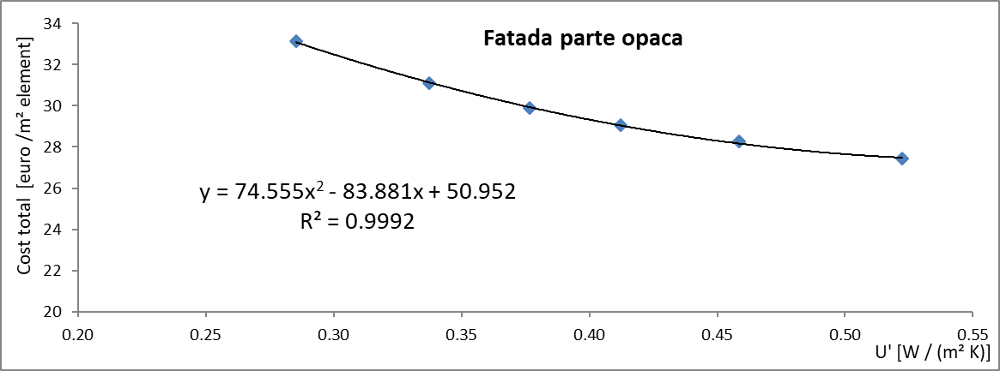 Fatada parte opaca
Cost total [euro /m² element]
34
32
30
28
26
24
22
20
y = 74.555x² - 83.881x + 50.952
R² = 0.9992
0.20 0.25 0.30 0.35 0.40 0.45 0.50 0.55
U' [W / (m² K)]